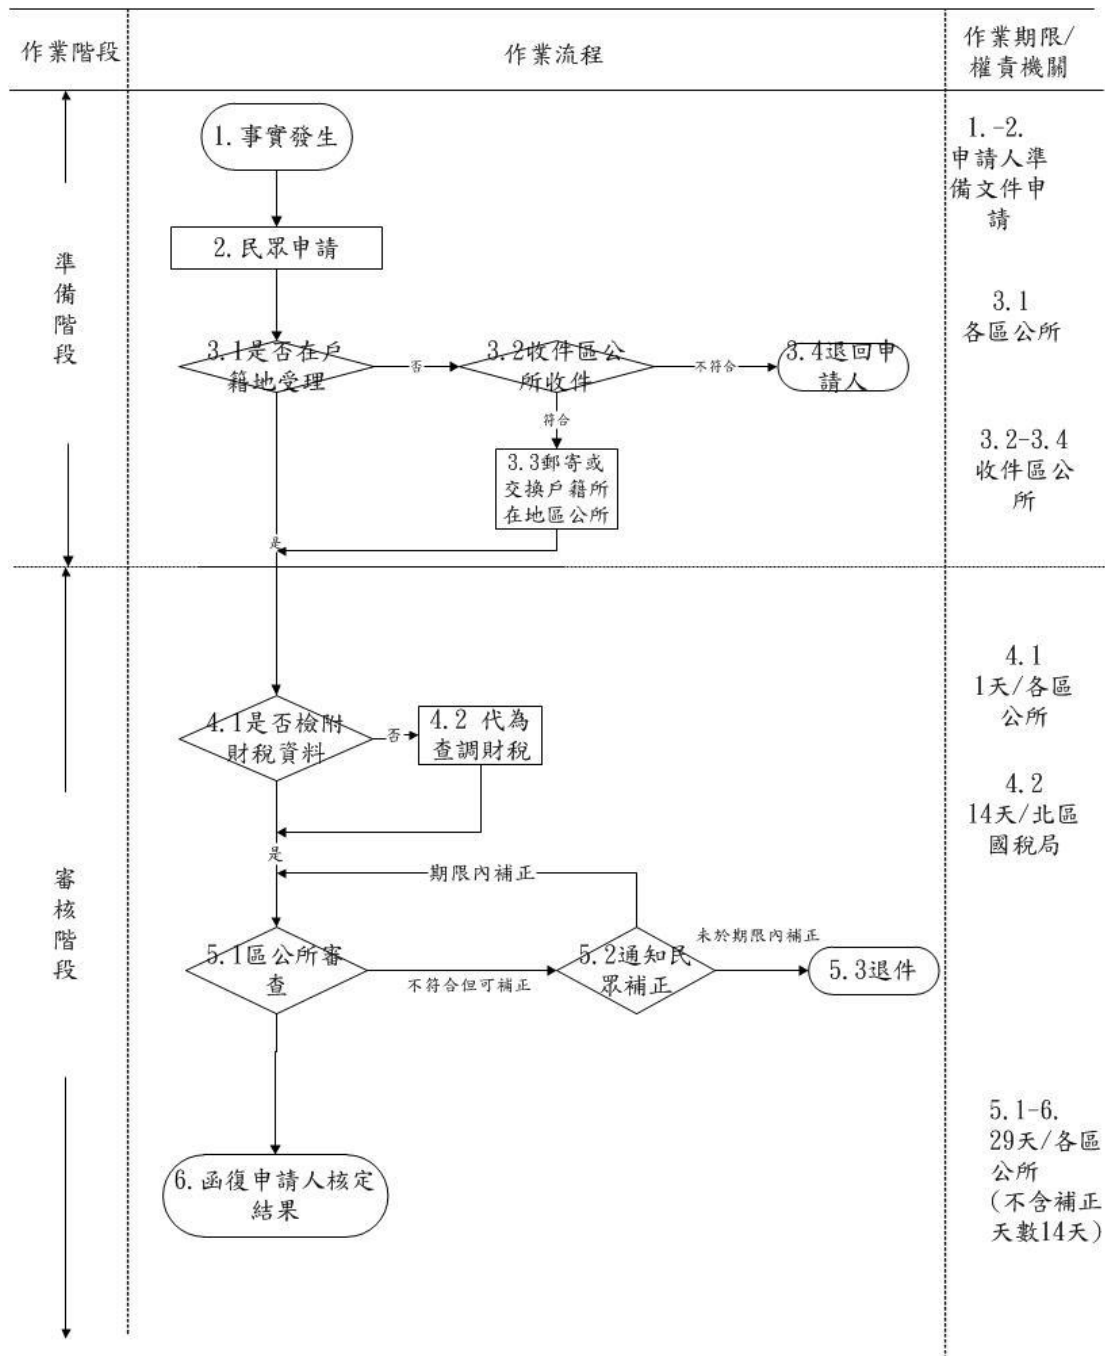 作業階段
作業流程
作業期限/
權責機關
1.事實發生
1.-2.
申請人準
備文件申
請
2.民眾申請
準
備
階
段
3.1
各區公所
3.1是否在戶
籍地受理
否
3.2收件區公
所收件
不符合
3.4退回申
請人
符合
3.3郵寄或
交換戶籍所
在地區公所
3.2-3.4
收件區公
所
是
4.1
1天/各區
公所
4.1是否檢附
財稅資料
否
4.2 代為
查調財稅
4.2
14天/北區
國稅局
是
期限內補正
審
核
階
段
5.1區公所審
查
不符合但可補正
5.2通知民
眾補正
未於期限內補正
5.3退件
5.1-6.
29天/各區
公所
(不含補正
天數14天)
6.函復申請人核定
結果